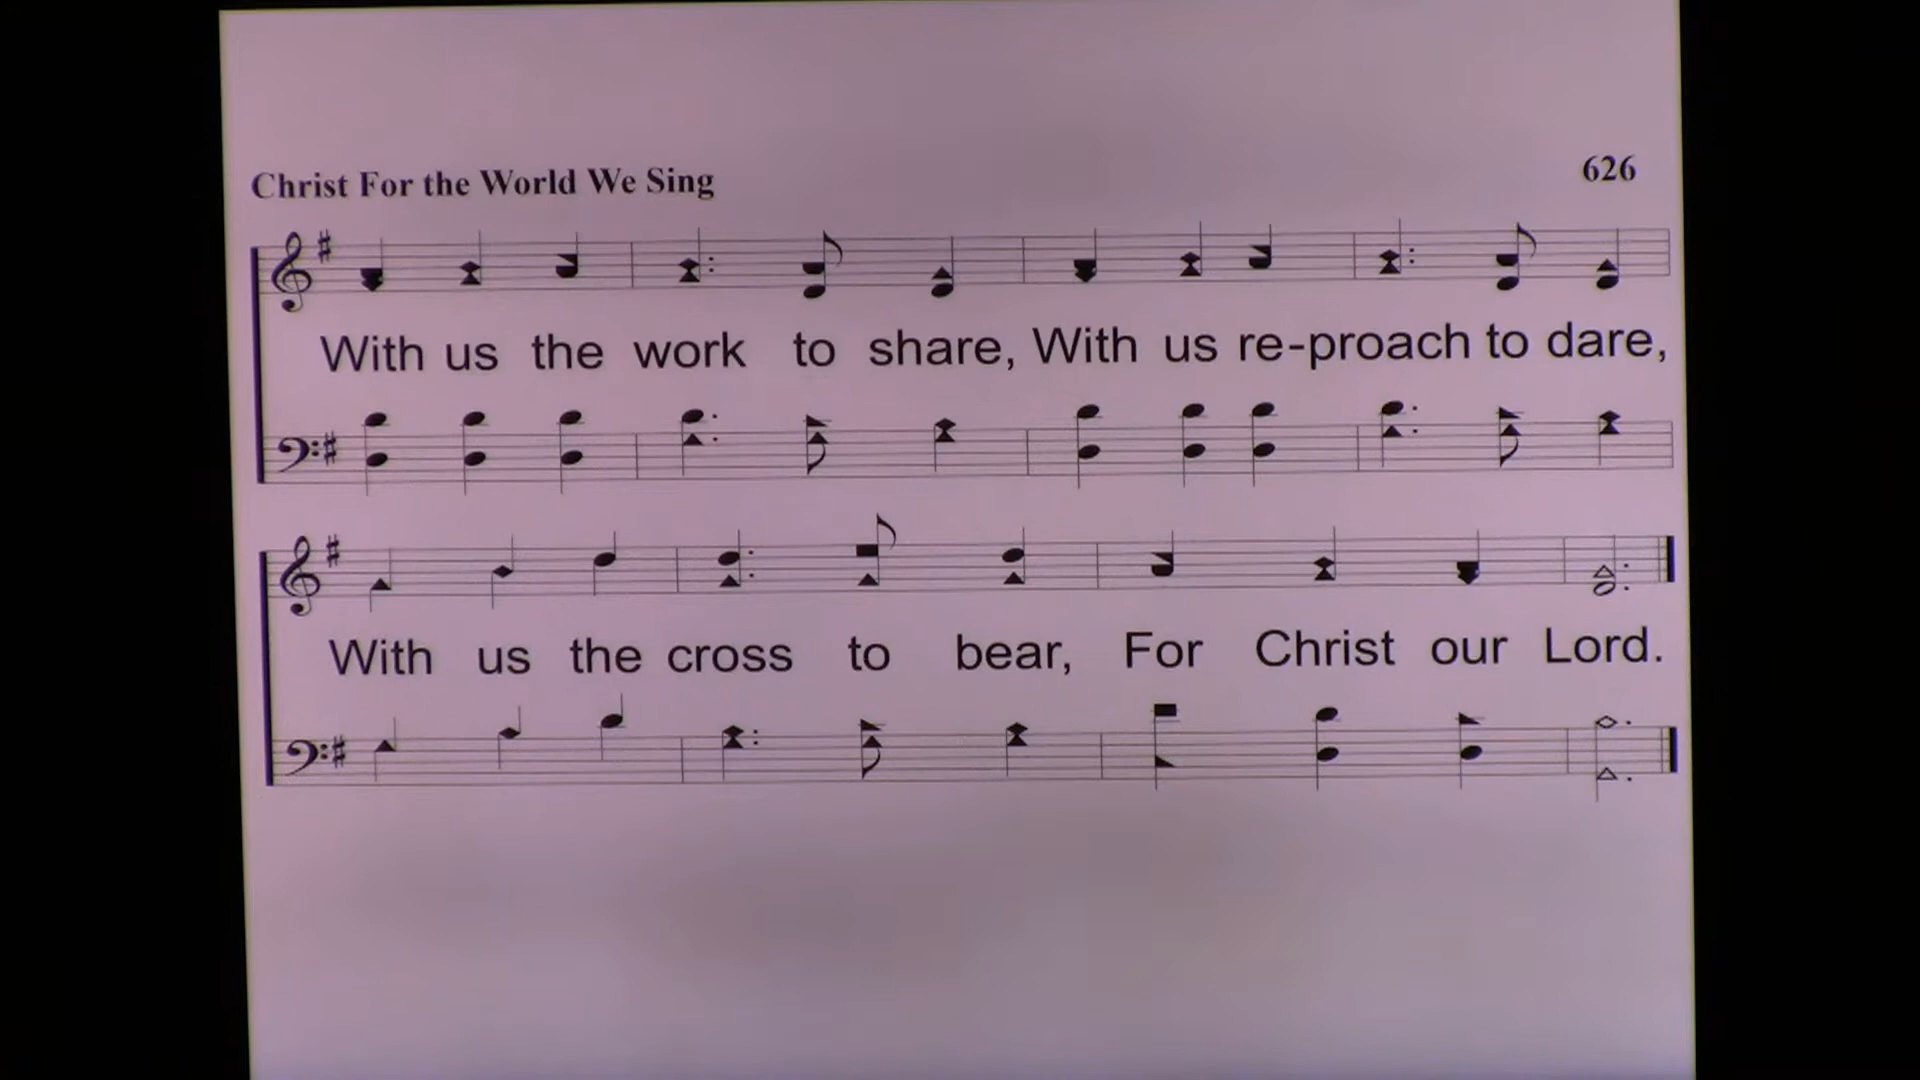 Christ For the World We Sing 626
With us the work to share, With us re-proach to dare,
With us the cross to bear, For Christ our Lord.